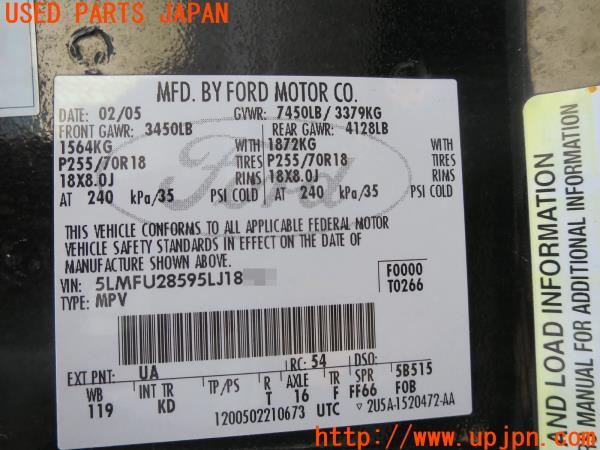 USED PARTS JAPAN
MFD. BY FORD MOTOR CO.
DATE: 02/05 GVWR: 7450LB/ 3379KG
FRONT GAWR: 3450LB REAR GAWR: 4128LB
1564KG WITH 1872KG WITH
P255/70R18 TIRES P255/70R18 TIRES
18X8.0J RIMS 18X8.0J RIMS
AT 240 kPa/35 PSI COLD AT 240 kPa/35 PSI COLD
Ford
THIS VEHICLE CONFORMS TO ALL APPLICABLE FEDERAL MOTOR
VEHICLE SAFETY STANDARDS IN EFFECT ON THE DATE OF
MANUFACTURE SHOWN ABOVE.
VIN: 5LMFU28595LJ18 F0000
TYPE: MPV T0266
EXT PNT: UA RC: 54 DSO:
WB INT TR TP/PS R AXLE TR SPR 5B515
119 KD T 16 F FF66 F0B
1200502210673 UTC 2U5A-1520472-AA
AND LOAD INFORMATION
MANUAL FOR ADDITIONAL INFORMATION
http://www.upjpn.com/